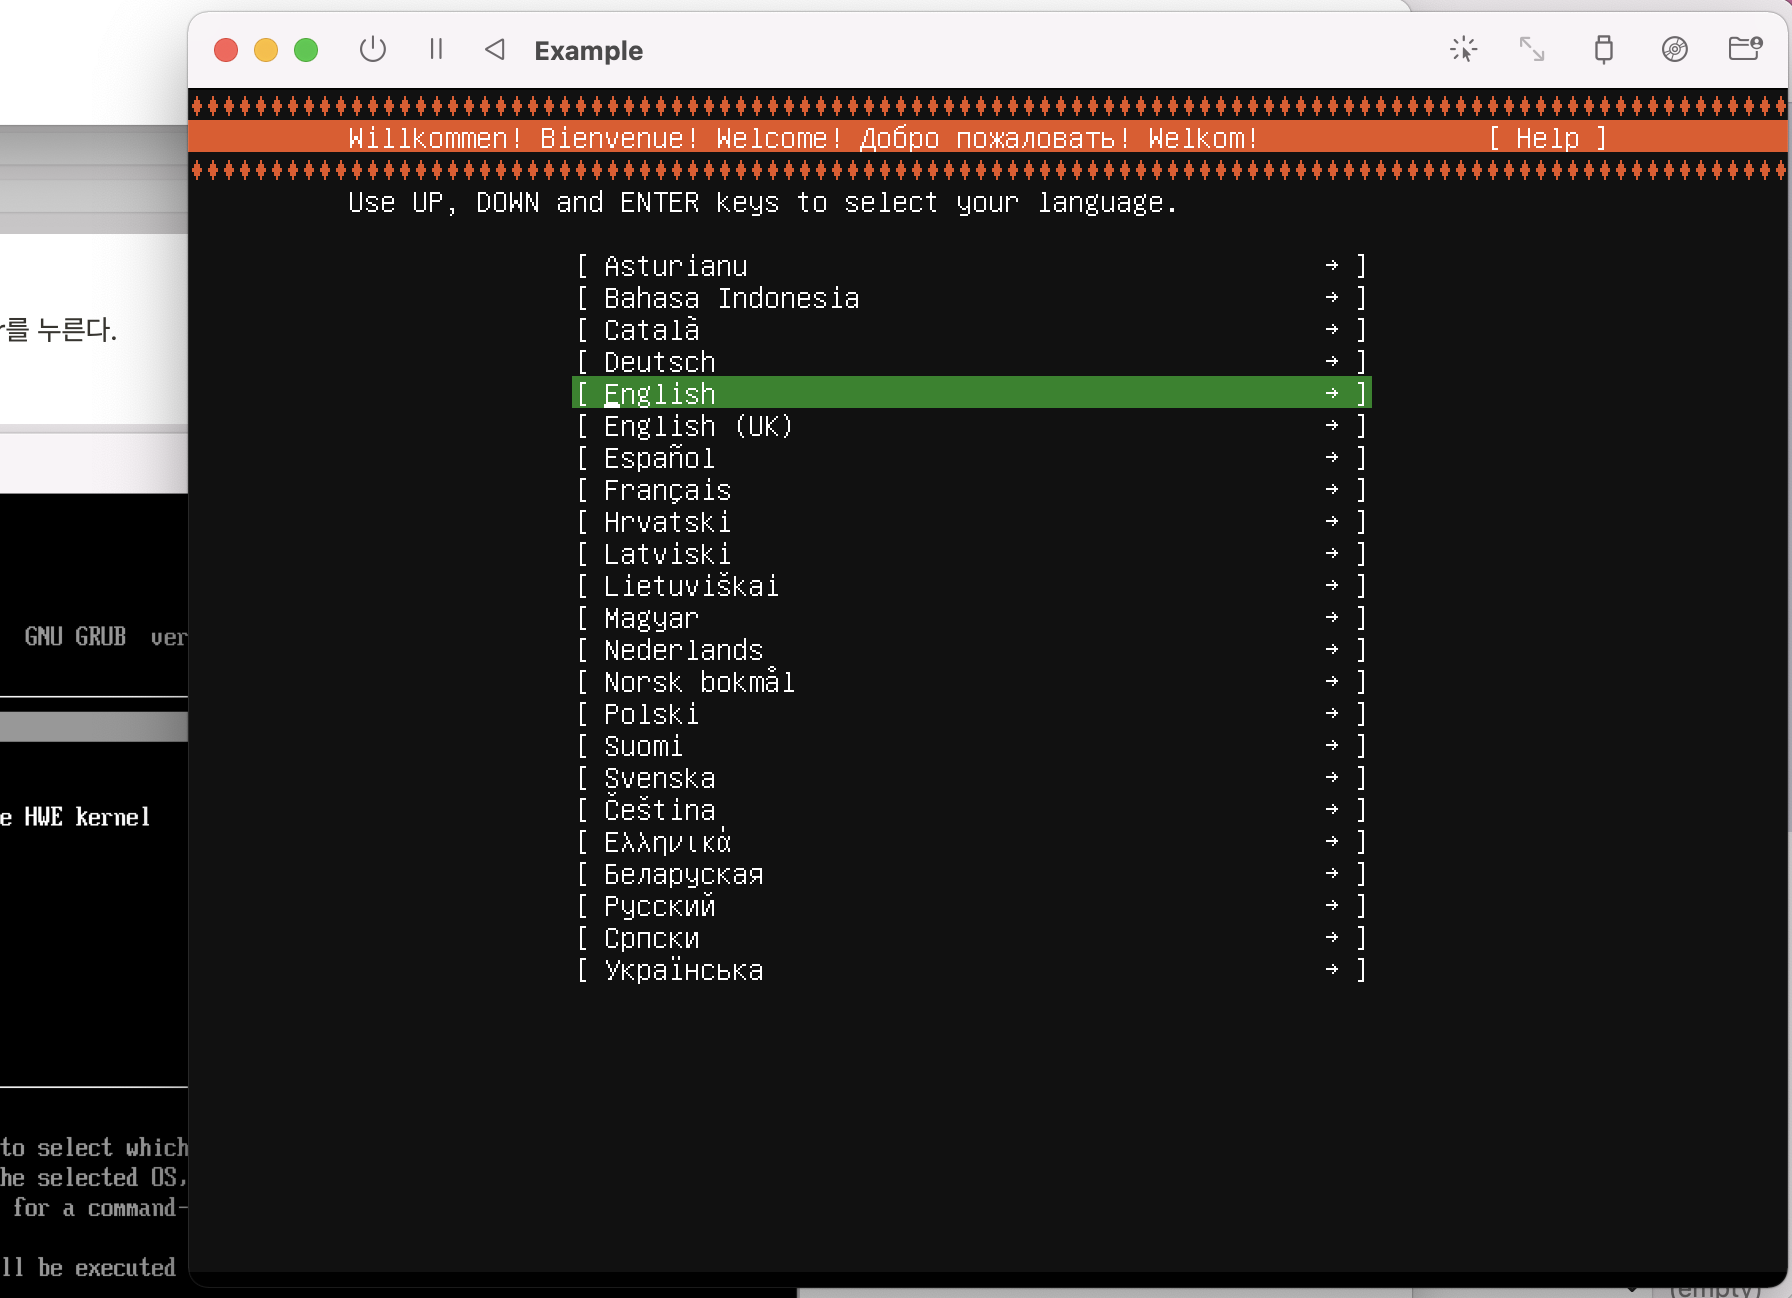 Example
Willkommen! Bienvenue! Welcome! Добро пожаловать! Welkom! [ Help ]
Use UP, DOWN and ENTER keys to select your language.
[ Asturianu → ]
[ Bahasa Indonesia → ]
[ Català → ]
[ Deutsch → ]
[ English → ]
[ English (UK) → ]
[ Español → ]
[ Français → ]
[ Hrvatski → ]
[ Latviski → ]
[ Lietuviškai → ]
[ Magyar → ]
[ Nederlands → ]
[ Norsk bokmål → ]
[ Polski → ]
[ Suomi → ]
[ Svenska → ]
[ Čeština → ]
[ Ελληνικά → ]
[ Беларуская → ]
[ Русский → ]
[ Српски → ]
[ Українська → ]
를 누른다.
GNU GRUB ver
e HWE kernel
to select which
he selected OS,
for a command-
ll be executed
(empty)